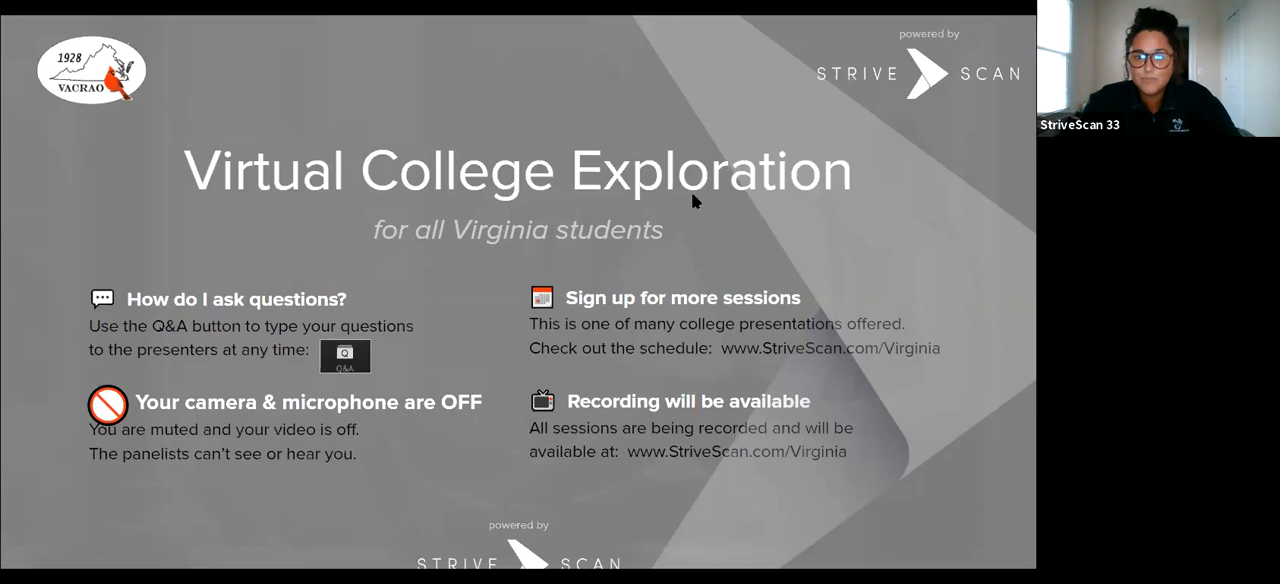 1928
VACRAO
powered by
STRIVE SCAN
Virtual College Exploration
for all Virginia students
How do I ask questions?
Use the Q&A button to type your questions
to the presenters at any time:
Q
Q&A
Your camera & microphone are OFF
You are muted and your video is off.
The panelists can't see or hear you.
Sign up for more sessions
This is one of many college presentations offered.
Check out the schedule: www.StriveScan.com/Virginia
Recording will be available
All sessions are being recorded and will be
available at: www.StriveScan.com/Virginia
powered by
STRIVE SCAN
StriveScan 33